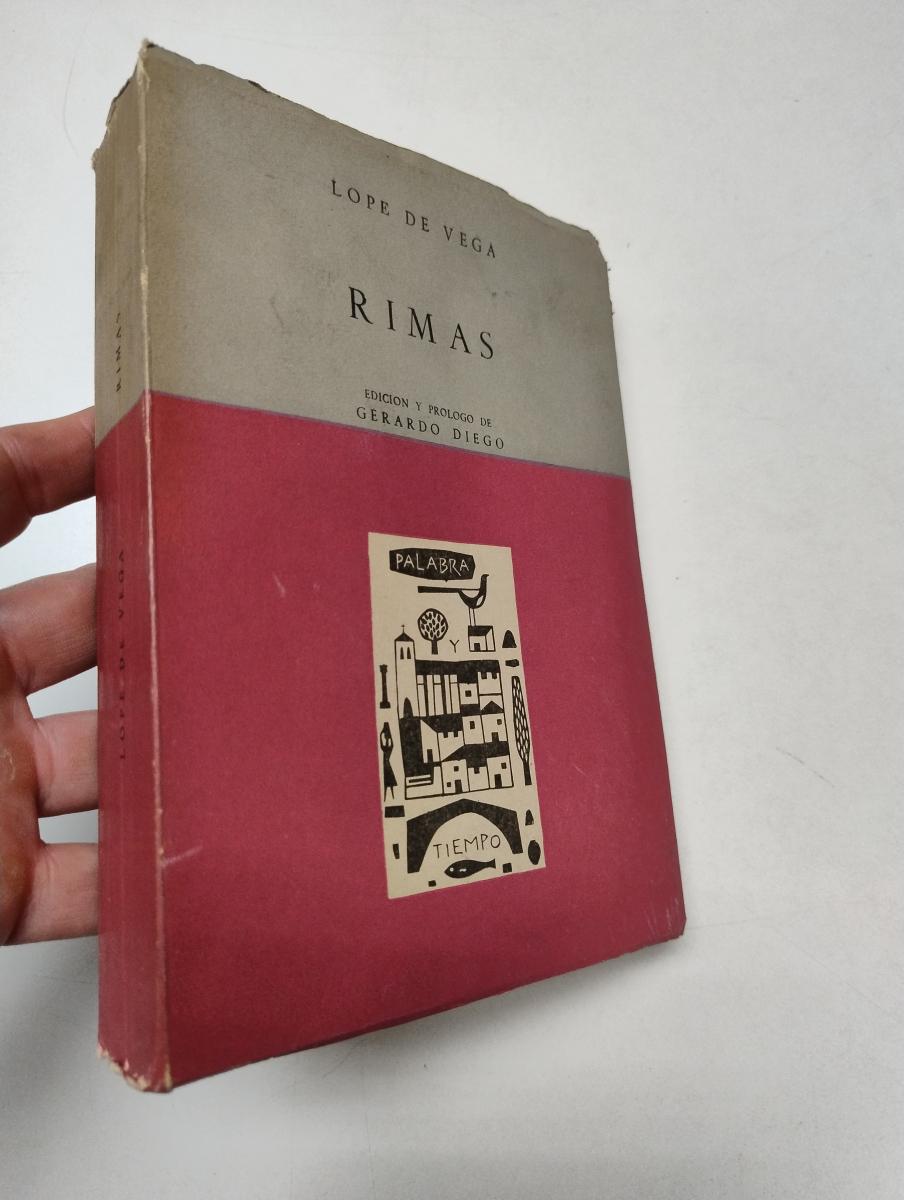 LOPE DE VEGA
RIMAS
EDICION Y PROLOGO DE
GERARDO DIEGO
PALABRA
Y
TIEMPO
RIMAS
LOPE DE VEGA